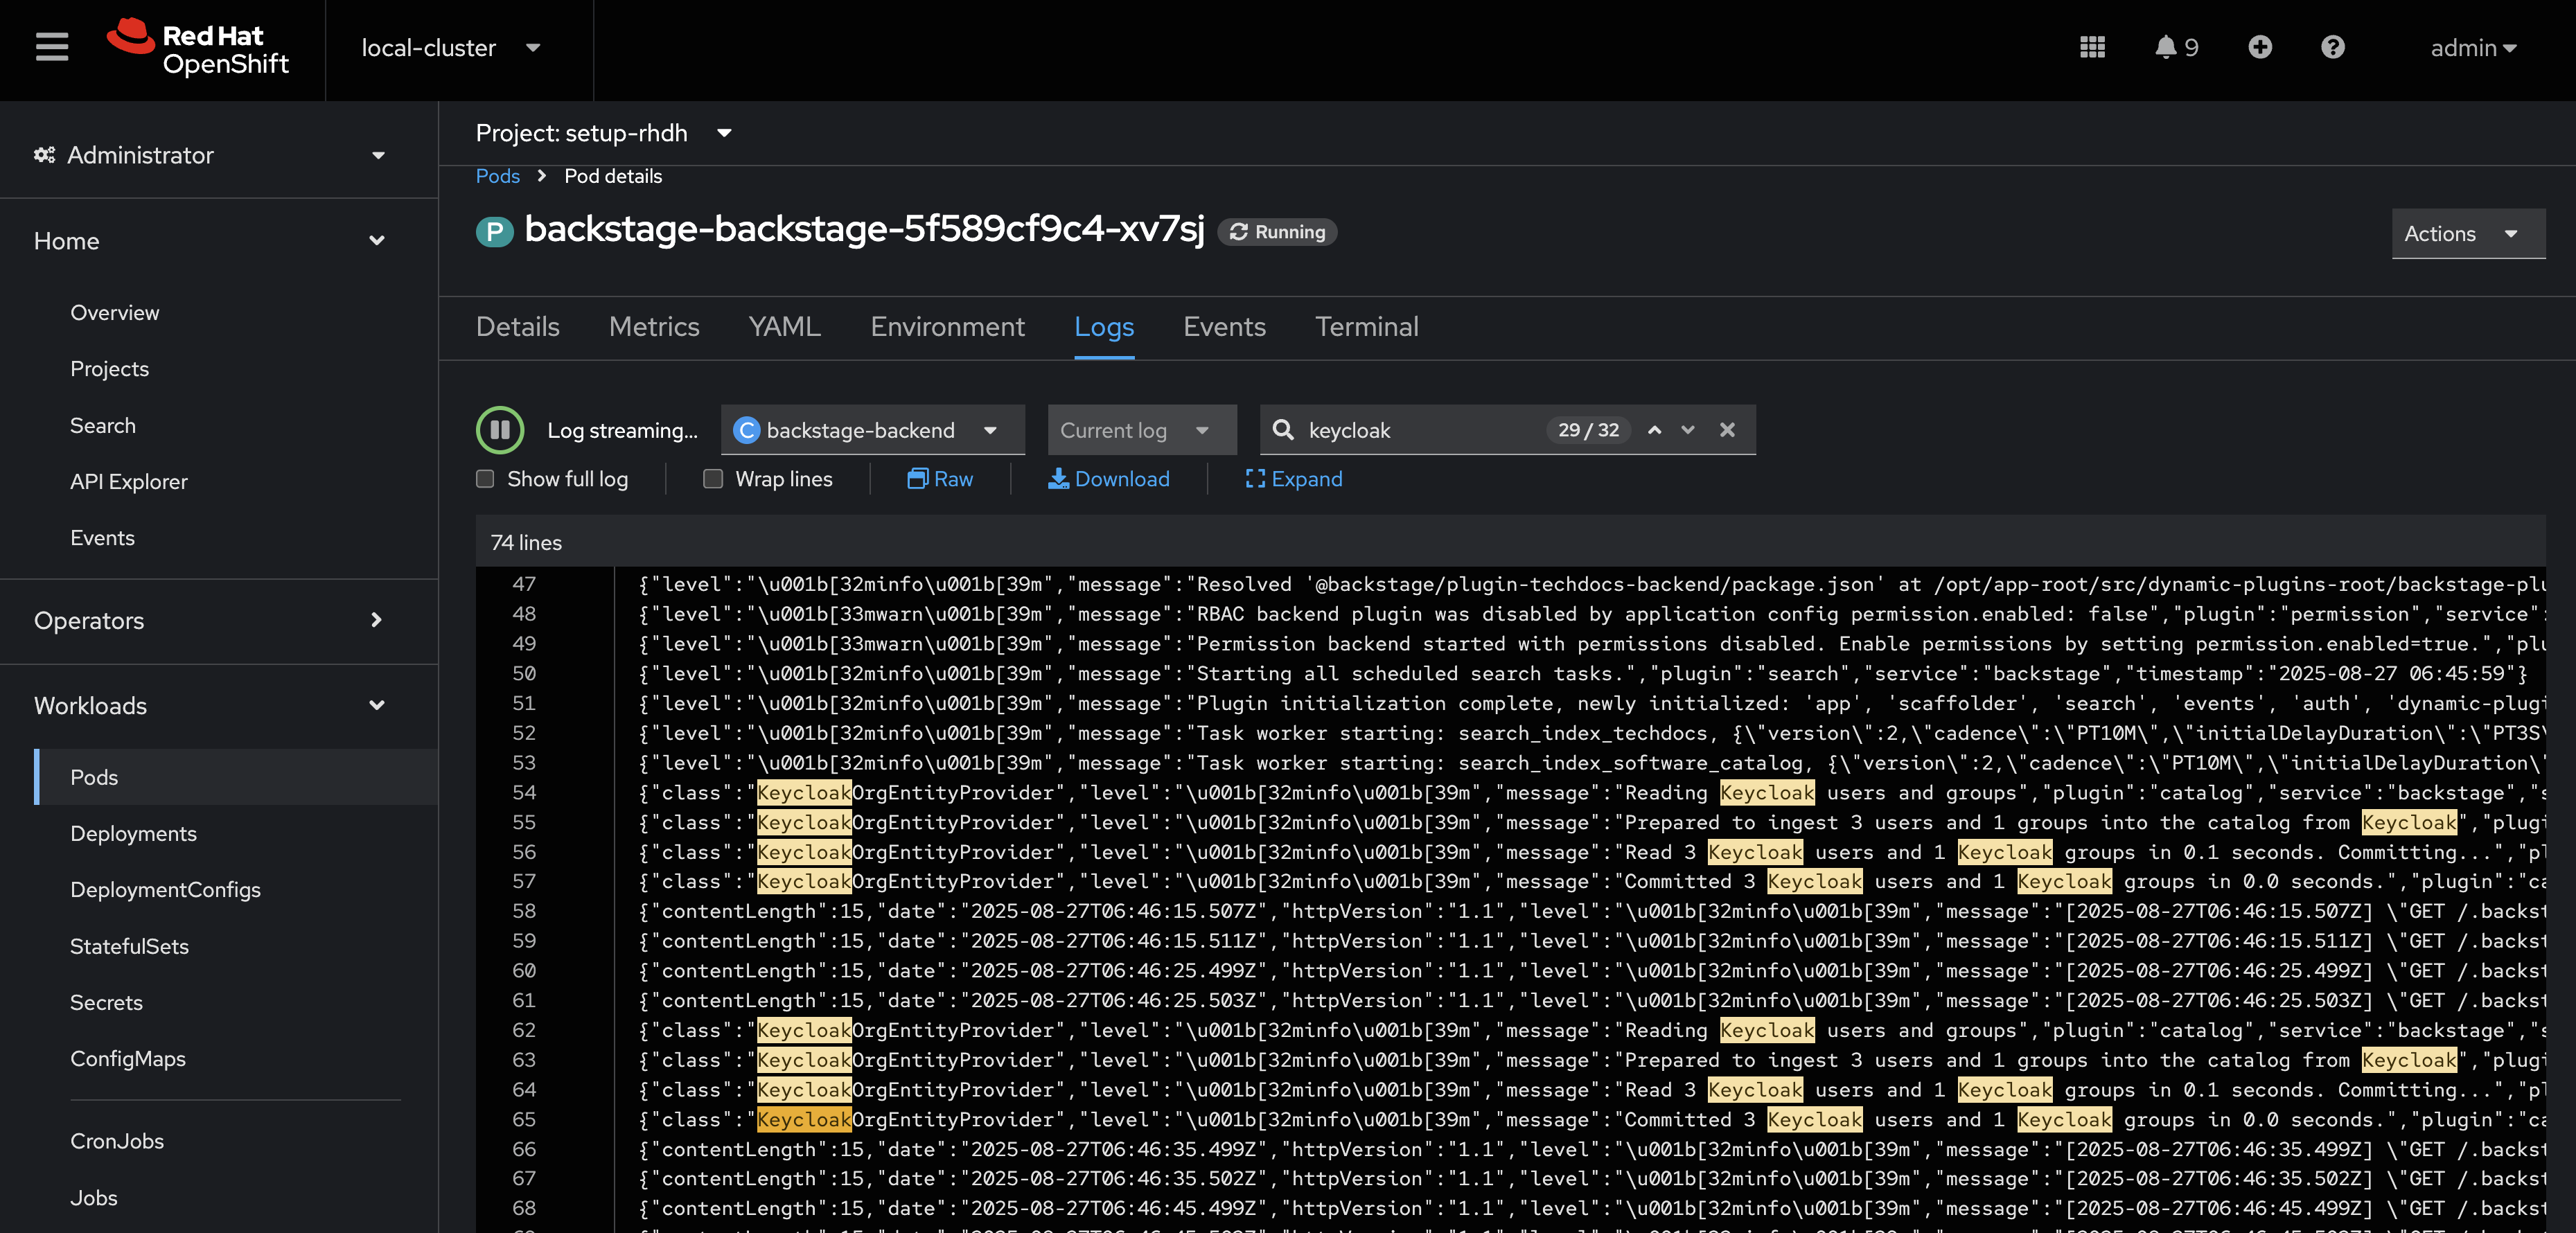 Red Hat
OpenShift
local-cluster
9
admin
Administrator
Home
Overview
Projects
Search
API Explorer
Events
Operators
Workloads
Pods
Deployments
DeploymentConfigs
StatefulSets
Secrets
ConfigMaps
CronJobs
Jobs
Project: setup-rhdh
Pods > Pod details
P backstage-backstage-5f589cf9c4-xv7sj Running
Actions
Details Metrics YAML Environment Logs Events Terminal
Log streaming... C backstage-backend Current log keycloak 29 / 32
Show full log Wrap lines Raw Download Expand
74 lines
47 {"level":"\u001b[32minfo\u001b[39m","message":"Resolved '@backstage/plugin-techdocs-backend/package.json' at /opt/app-root/src/dynamic-plugins-root/backstage-plu
48 {"level":"\u001b[33mwarn\u001b[39m","message":"RBAC backend plugin was disabled by application config permission.enabled: false","plugin":"permission","service":
49 {"level":"\u001b[33mwarn\u001b[39m","message":"Permission backend started with permissions disabled. Enable permissions by setting permission.enabled=true.","plu
50 {"level":"\u001b[32minfo\u001b[39m","message":"Starting all scheduled search tasks.","plugin":"search","service":"backstage","timestamp":"2025-08-27 06:45:59"}
51 {"level":"\u001b[32minfo\u001b[39m","message":"Plugin initialization complete, newly initialized: 'app', 'scaffolder', 'search', 'events', 'auth', 'dynamic-plugi
52 {"level":"\u001b[32minfo\u001b[39m","message":"Task worker starting: search_index_techdocs, {\"version\":2,\"cadence\":\"PT10M\",\"initialDelayDuration\":\"PT3S\
53 {"level":"\u001b[32minfo\u001b[39m","message":"Task worker starting: search_index_software_catalog, {\"version\":2,\"cadence\":\"PT10M\",\"initialDelayDuration\"
54 {"class":"KeycloakOrgEntityProvider","level":"\u001b[32minfo\u001b[39m","message":"Reading Keycloak users and groups","plugin":"catalog","service":"backstage","s
55 {"class":"KeycloakOrgEntityProvider","level":"\u001b[32minfo\u001b[39m","message":"Prepared to ingest 3 users and 1 groups into the catalog from Keycloak","plugi
56 {"class":"KeycloakOrgEntityProvider","level":"\u001b[32minfo\u001b[39m","message":"Read 3 Keycloak users and 1 Keycloak groups in 0.1 seconds. Committing...","pl
57 {"class":"KeycloakOrgEntityProvider","level":"\u001b[32minfo\u001b[39m","message":"Committed 3 Keycloak users and 1 Keycloak groups in 0.0 seconds.","plugin":"ca
58 {"contentLength":15,"date":"2025-08-27T06:46:15.507Z","httpVersion":"1.1","level":"\u001b[32minfo\u001b[39m","message":"[2025-08-27T06:46:15.507Z] \"GET /.backst
59 {"contentLength":15,"date":"2025-08-27T06:46:15.511Z","httpVersion":"1.1","level":"\u001b[32minfo\u001b[39m","message":"[2025-08-27T06:46:15.511Z] \"GET /.backst
60 {"contentLength":15,"date":"2025-08-27T06:46:25.499Z","httpVersion":"1.1","level":"\u001b[32minfo\u001b[39m","message":"[2025-08-27T06:46:25.499Z] \"GET /.backst
61 {"contentLength":15,"date":"2025-08-27T06:46:25.503Z","httpVersion":"1.1","level":"\u001b[32minfo\u001b[39m","message":"[2025-08-27T06:46:25.503Z] \"GET /.backst
62 {"class":"KeycloakOrgEntityProvider","level":"\u001b[32minfo\u001b[39m","message":"Reading Keycloak users and groups","plugin":"catalog","service":"backstage","s
63 {"class":"KeycloakOrgEntityProvider","level":"\u001b[32minfo\u001b[39m","message":"Prepared to ingest 3 users and 1 groups into the catalog from Keycloak","plugi
64 {"class":"KeycloakOrgEntityProvider","level":"\u001b[32minfo\u001b[39m","message":"Read 3 Keycloak users and 1 Keycloak groups in 0.1 seconds. Committing...","pl
65 {"class":"KeycloakOrgEntityProvider","level":"\u001b[32minfo\u001b[39m","message":"Committed 3 Keycloak users and 1 Keycloak groups in 0.0 seconds.","plugin":"ca
66 {"contentLength":15,"date":"2025-08-27T06:46:35.499Z","httpVersion":"1.1","level":"\u001b[32minfo\u001b[39m","message":"[2025-08-27T06:46:35.499Z] \"GET /.backst
67 {"contentLength":15,"date":"2025-08-27T06:46:35.502Z","httpVersion":"1.1","level":"\u001b[32minfo\u001b[39m","message":"[2025-08-27T06:46:35.502Z] \"GET /.backst
68 {"contentLength":15,"date":"2025-08-27T06:46:45.499Z","httpVersion":"1.1","level":"\u001b[32minfo\u001b[39m","message":"[2025-08-27T06:46:45.499Z] \"GET /.backst